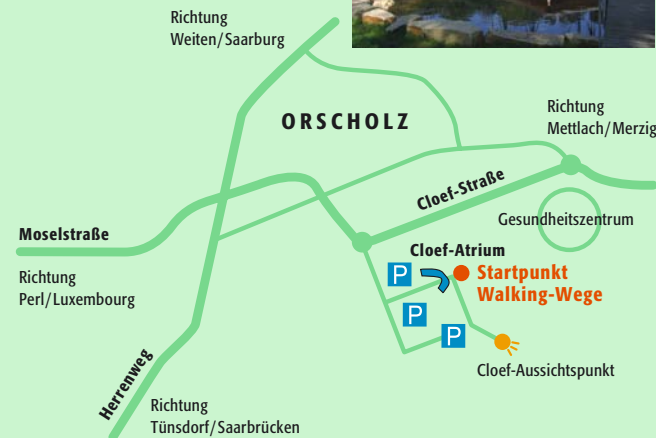 Richtung
Weiten/Saarburg
ORSCHOLZ
Richtung
Mettlach/Merzig
Cloef-Straße
Gesundheitszentrum
Moselstraße
Cloef-Atrium
Richtung
Perl/Luxembourg
P
Startpunkt
Walking-Wege
P
P
Cloef-Aussichtspunkt
Herrenweg
Richtung
Tünsdorf/Saarbrücken